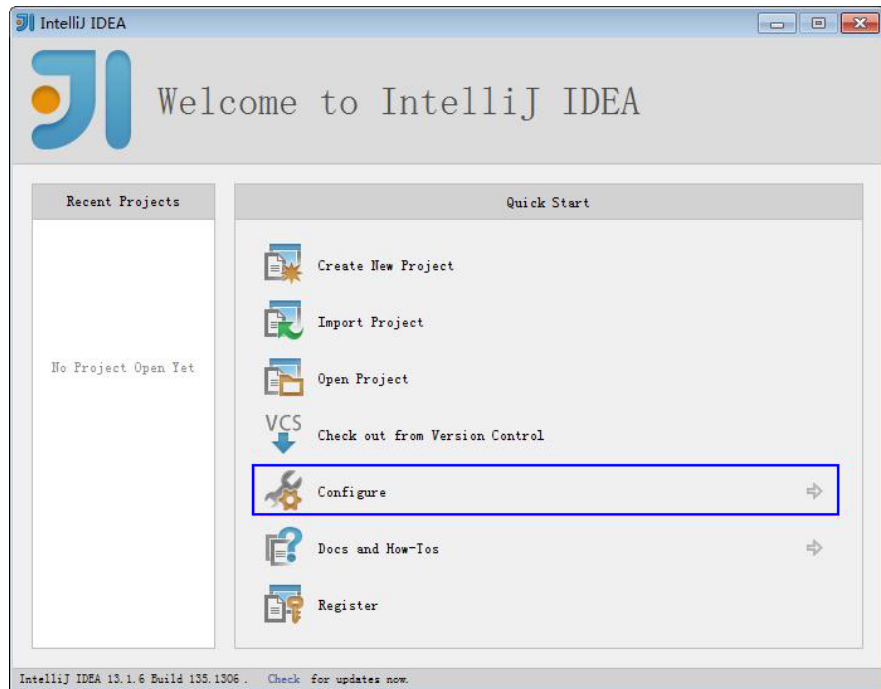 IntelliJ IDEA
Welcome to IntelliJ IDEA
Recent Projects
No Project Open Yet
Quick Start
Create New Project
Import Project
Open Project
VCS
Check out from Version Control
Configure
Docs and How-Tos
Register
IntelliJ IDEA 13.1.6 Build 135.1306 . Check for updates now.